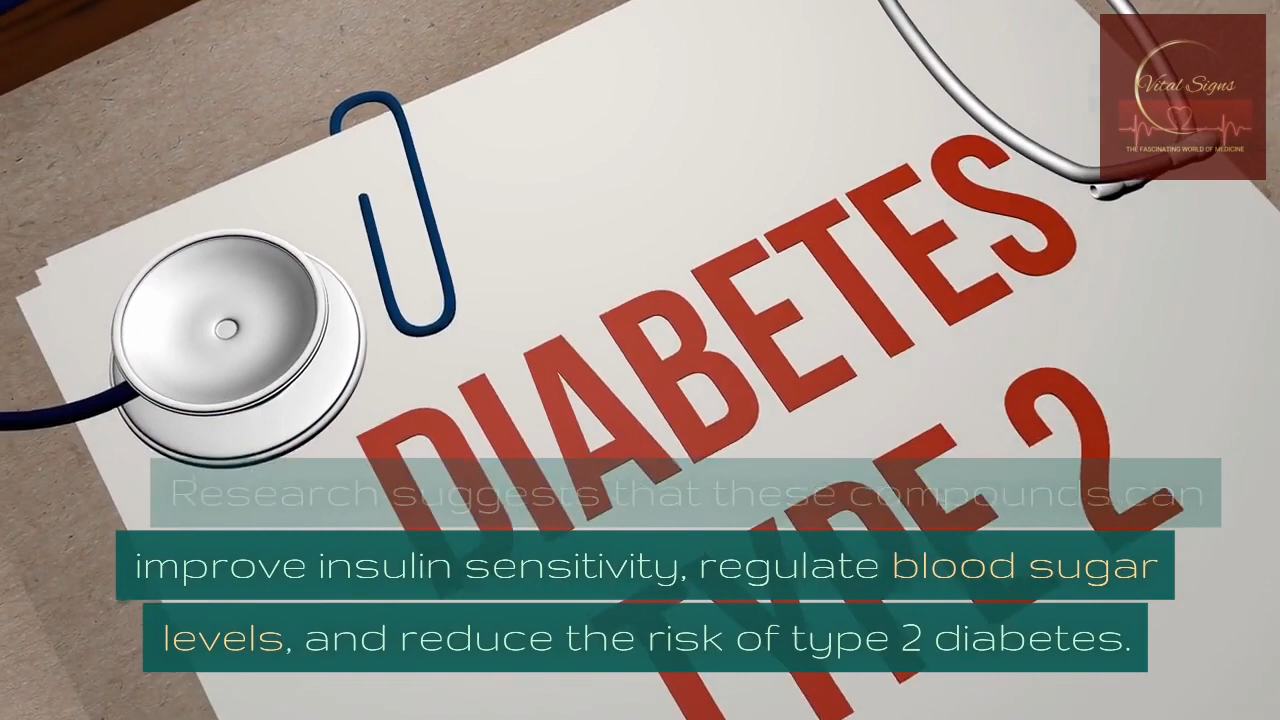 Vital Signs
THE FASCINATING WORLD OF MEDICINE
DIABETES
TYPE 2
Research suggests that these compounds can
improve insulin sensitivity, regulate blood sugar
levels, and reduce the risk of type 2 diabetes.